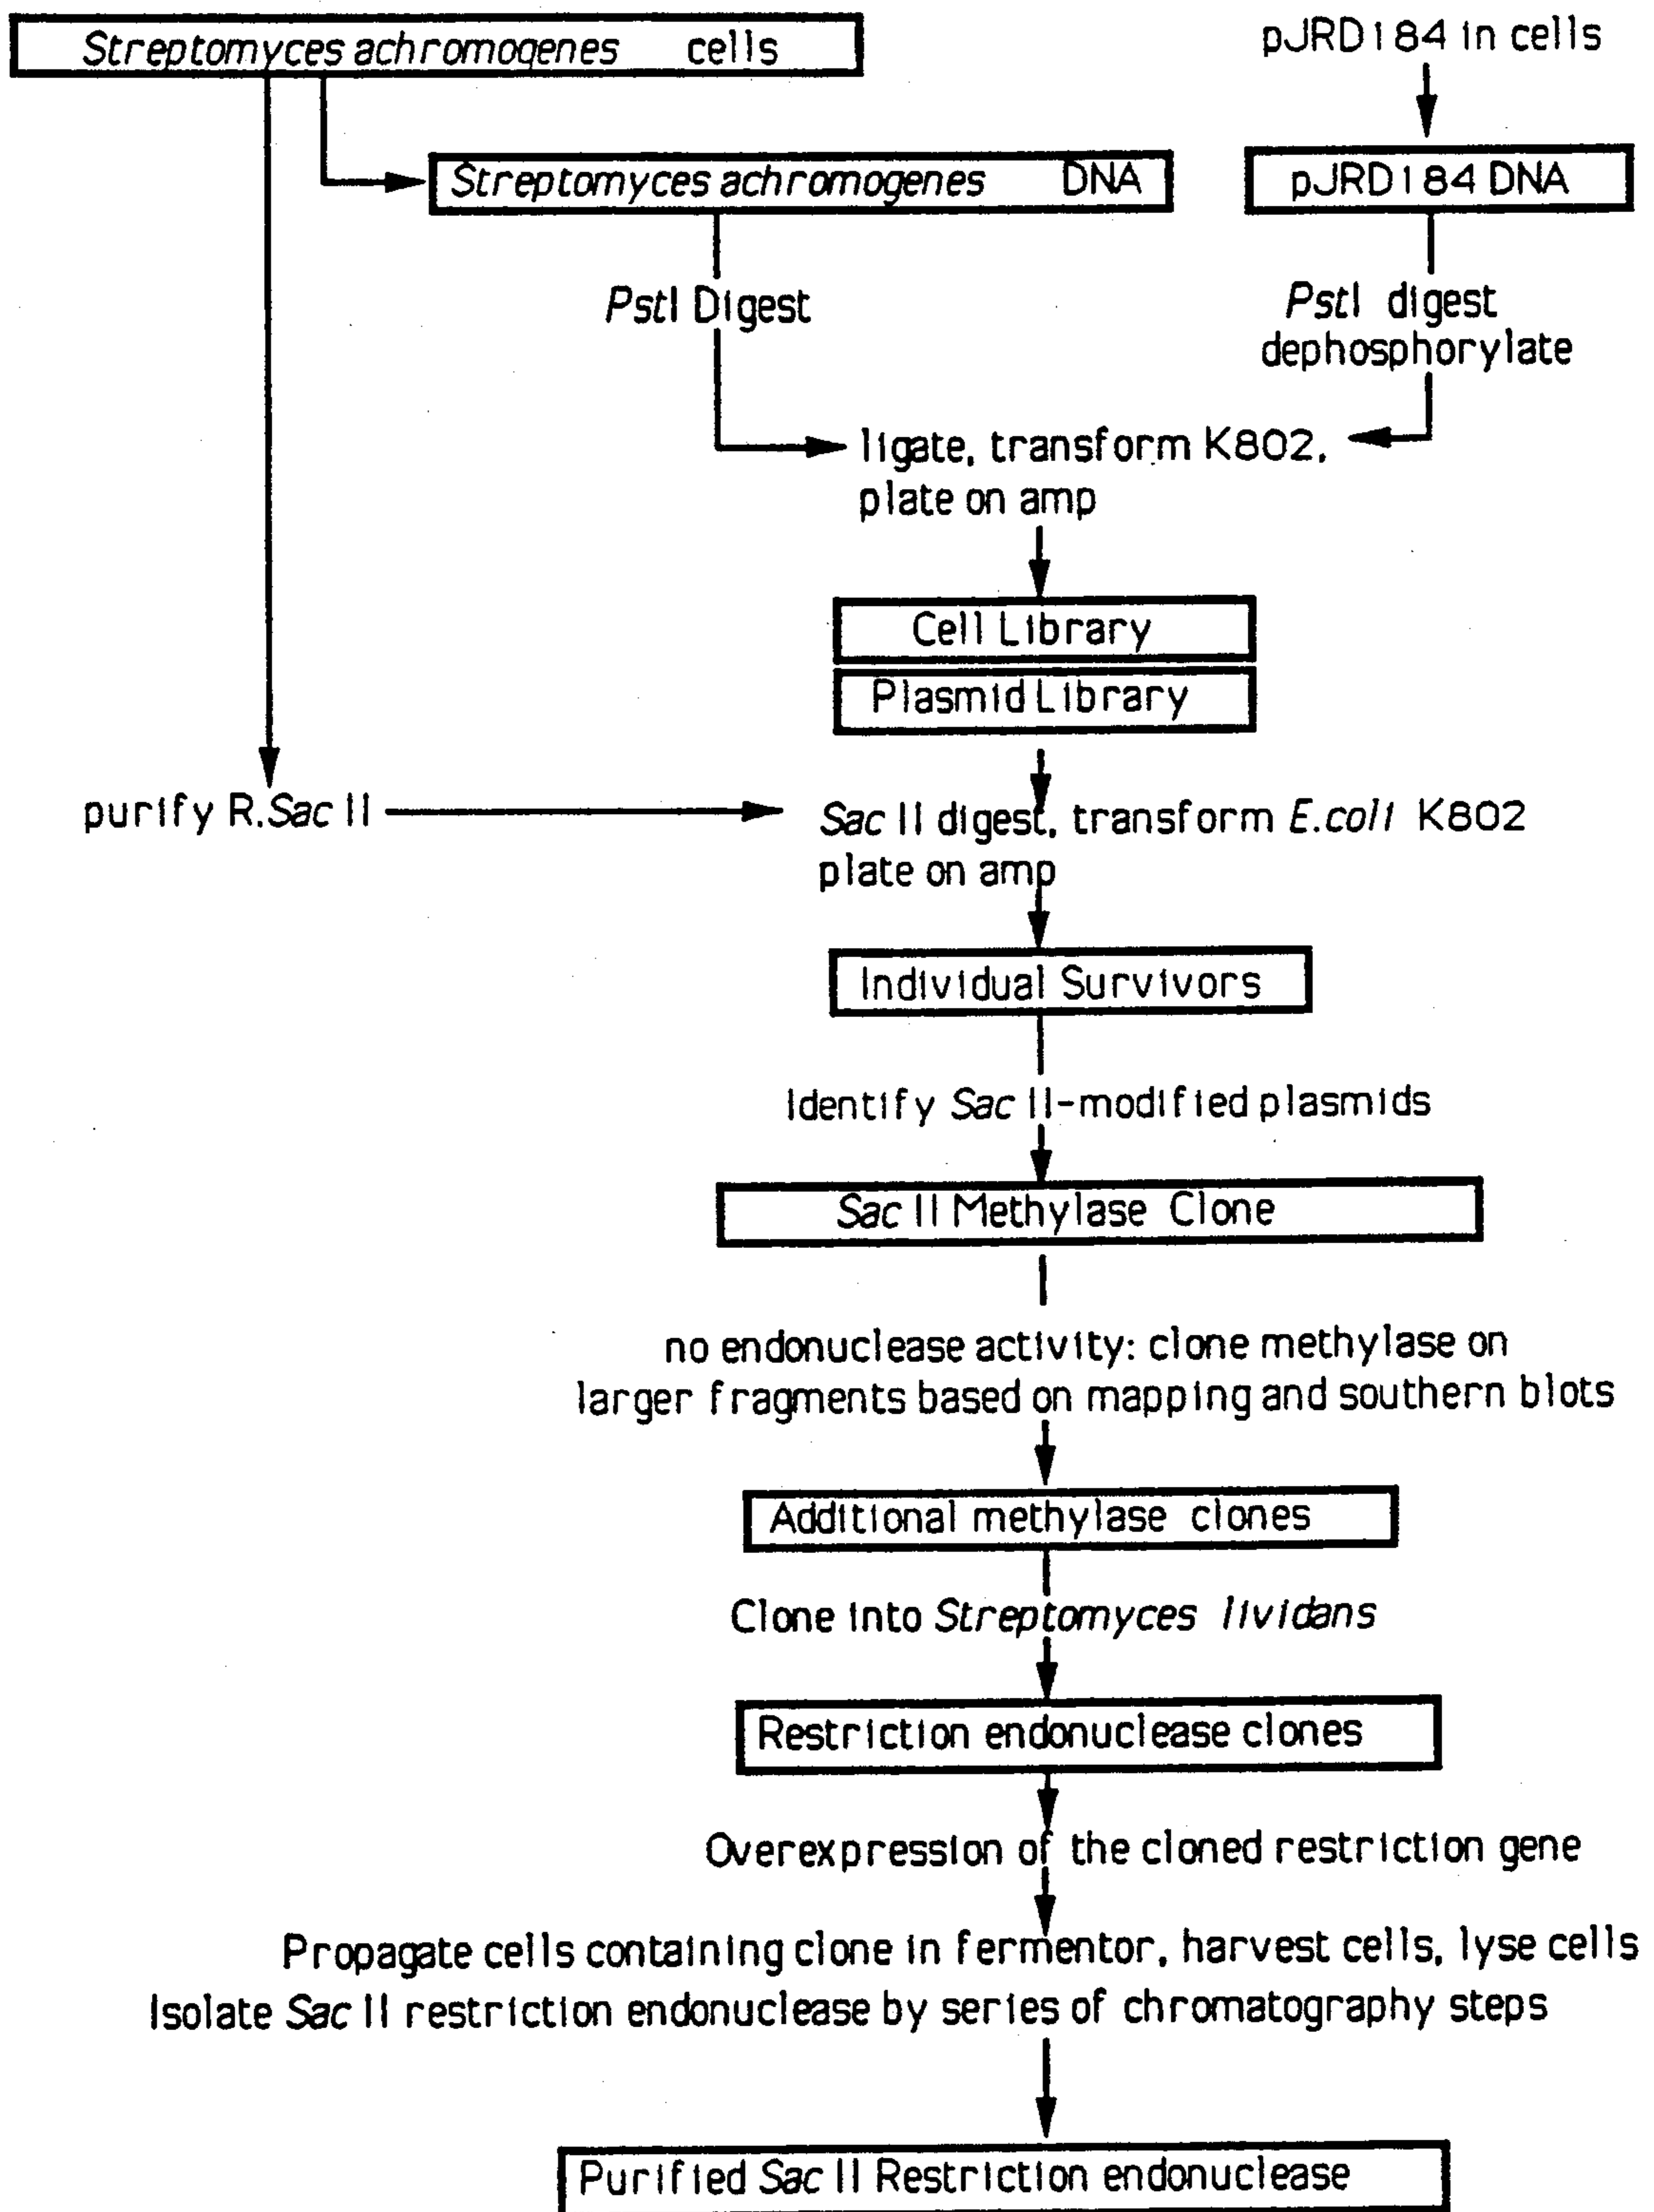 Streptomyces achromogenes cells
pJRD184 in cells
Streptomyces achromogenes DNA
pJRD184 DNA
PstI Digest
PstI digest
dephosphorylate
ligate, transform K802,
plate on amp
Cell Library
Plasmid Library
purify R.Sac II
Sac II digest, transform E.coli K802
plate on amp
Individual Survivors
Identify Sac II-modified plasmids
Sac II Methylase Clone
no endonuclease activity: clone methylase on
larger fragments based on mapping and southern blots
Additional methylase clones
Clone into Streptomyces lividans
Restriction endonuclease clones
Overexpression of the cloned restriction gene
Propagate cells containing clone in fermentor, harvest cells, lyse cells
Isolate Sac II restriction endonuclease by series of chromatography steps
Purified Sac II Restriction endonuclease